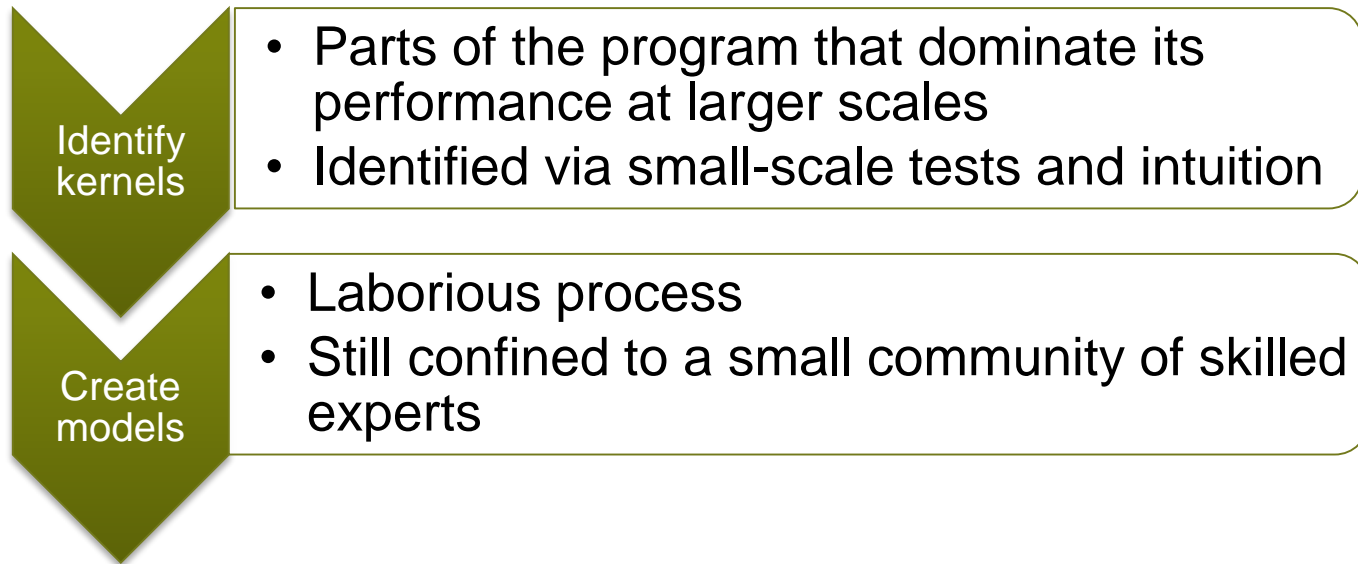 Identify
kernels
• Parts of the program that dominate its
performance at larger scales
• Identified via small-scale tests and intuition
Create
models
• Laborious process
• Still confined to a small community of skilled
experts